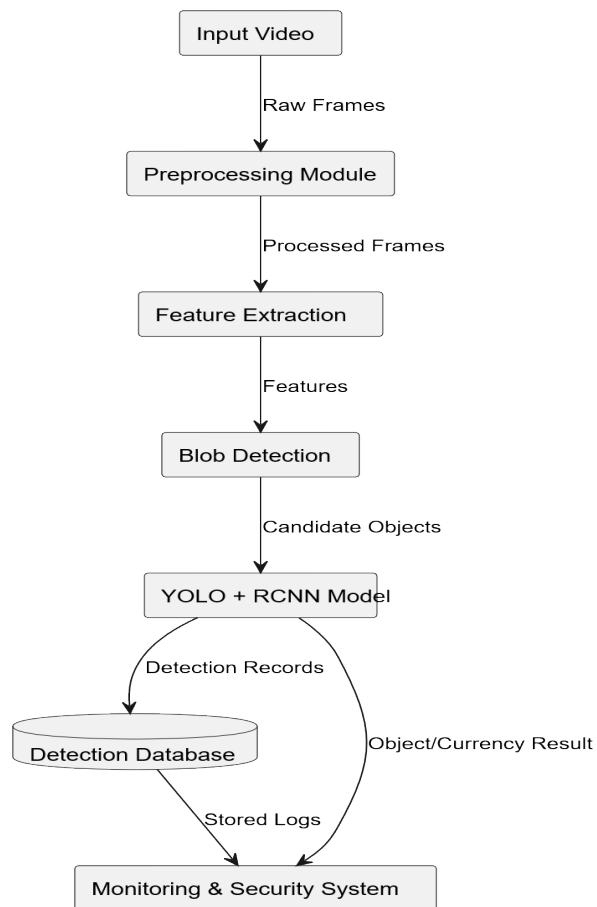 Input Video
Raw Frames
Preprocessing Module
Processed Frames
Feature Extraction
Features
Blob Detection
Candidate Objects
YOLO + RCNN Model
Detection Records
Object/Currency Result
Detection Database
Stored Logs
Monitoring & Security System